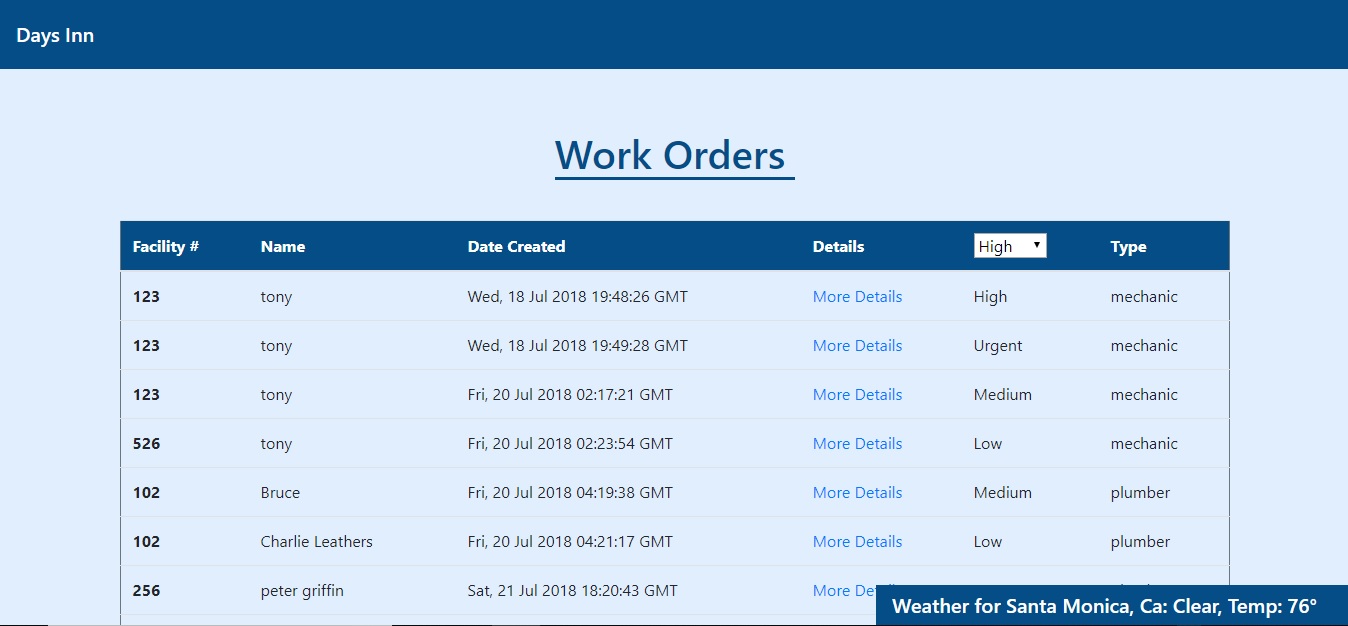 Days Inn
Work Orders
Facility # Name Date Created Details High Type
123 tony Wed, 18 Jul 2018 19:48:26 GMT More Details High mechanic
123 tony Wed, 18 Jul 2018 19:49:28 GMT More Details Urgent mechanic
123 tony Fri, 20 Jul 2018 02:17:21 GMT More Details Medium mechanic
526 tony Fri, 20 Jul 2018 02:23:54 GMT More Details Low mechanic
102 Bruce Fri, 20 Jul 2018 04:19:38 GMT More Details Medium plumber
102 Charlie Leathers Fri, 20 Jul 2018 04:21:17 GMT More Details Low plumber
256 peter griffin Sat, 21 Jul 2018 18:20:43 GMT More
Weather for Santa Monica, Ca: Clear, Temp: 76°